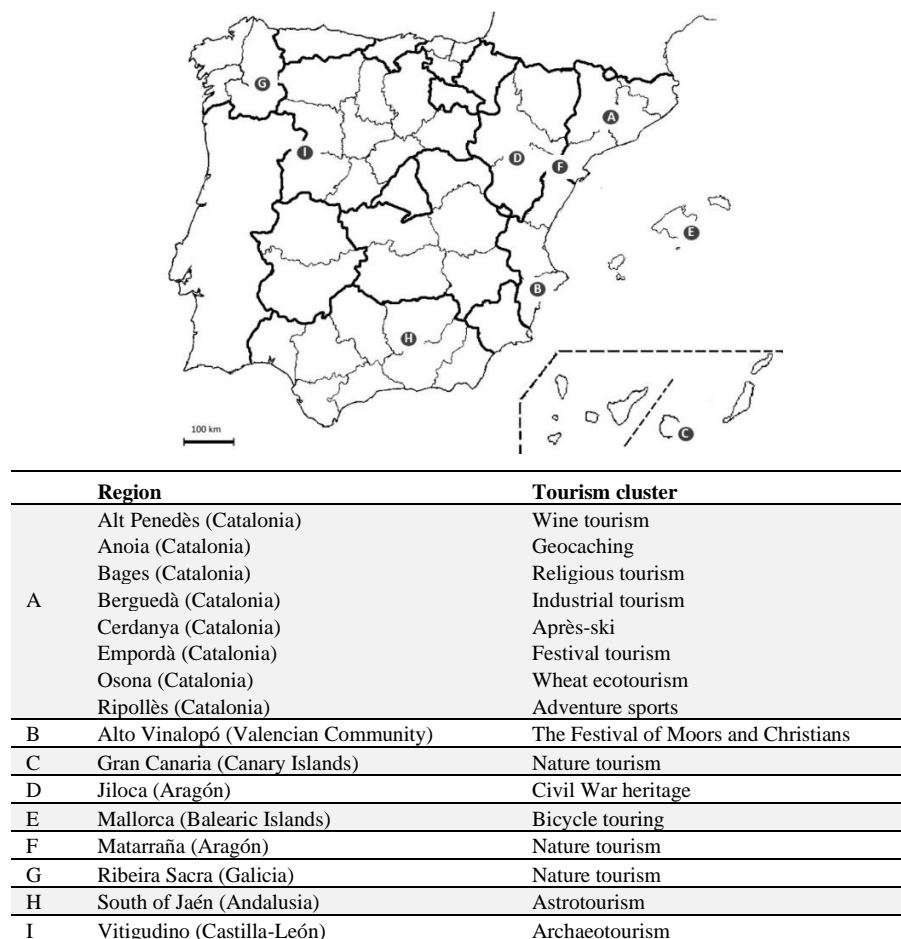 G
A
I
D
F
E
B
H
C
100 km
Region Tourism cluster
Alt Penedès (Catalonia) Wine tourism
Anoia (Catalonia) Geocaching
Bages (Catalonia) Religious tourism
A Berguedà (Catalonia) Industrial tourism
Cerdanya (Catalonia) Après-ski
Empordà (Catalonia) Festival tourism
Osona (Catalonia) Wheat ecotourism
Ripollès (Catalonia) Adventure sports
B Alto Vinalopó (Valencian Community) The Festival of Moors and Christians
C Gran Canaria (Canary Islands) Nature tourism
D Jiloca (Aragón) Civil War heritage
E Mallorca (Balearic Islands) Bicycle touring
F Matarraña (Aragón) Nature tourism
G Ribeira Sacra (Galicia) Nature tourism
H South of Jaén (Andalusia) Astrotourism
I Vitigudino (Castilla-León) Archaeotourism